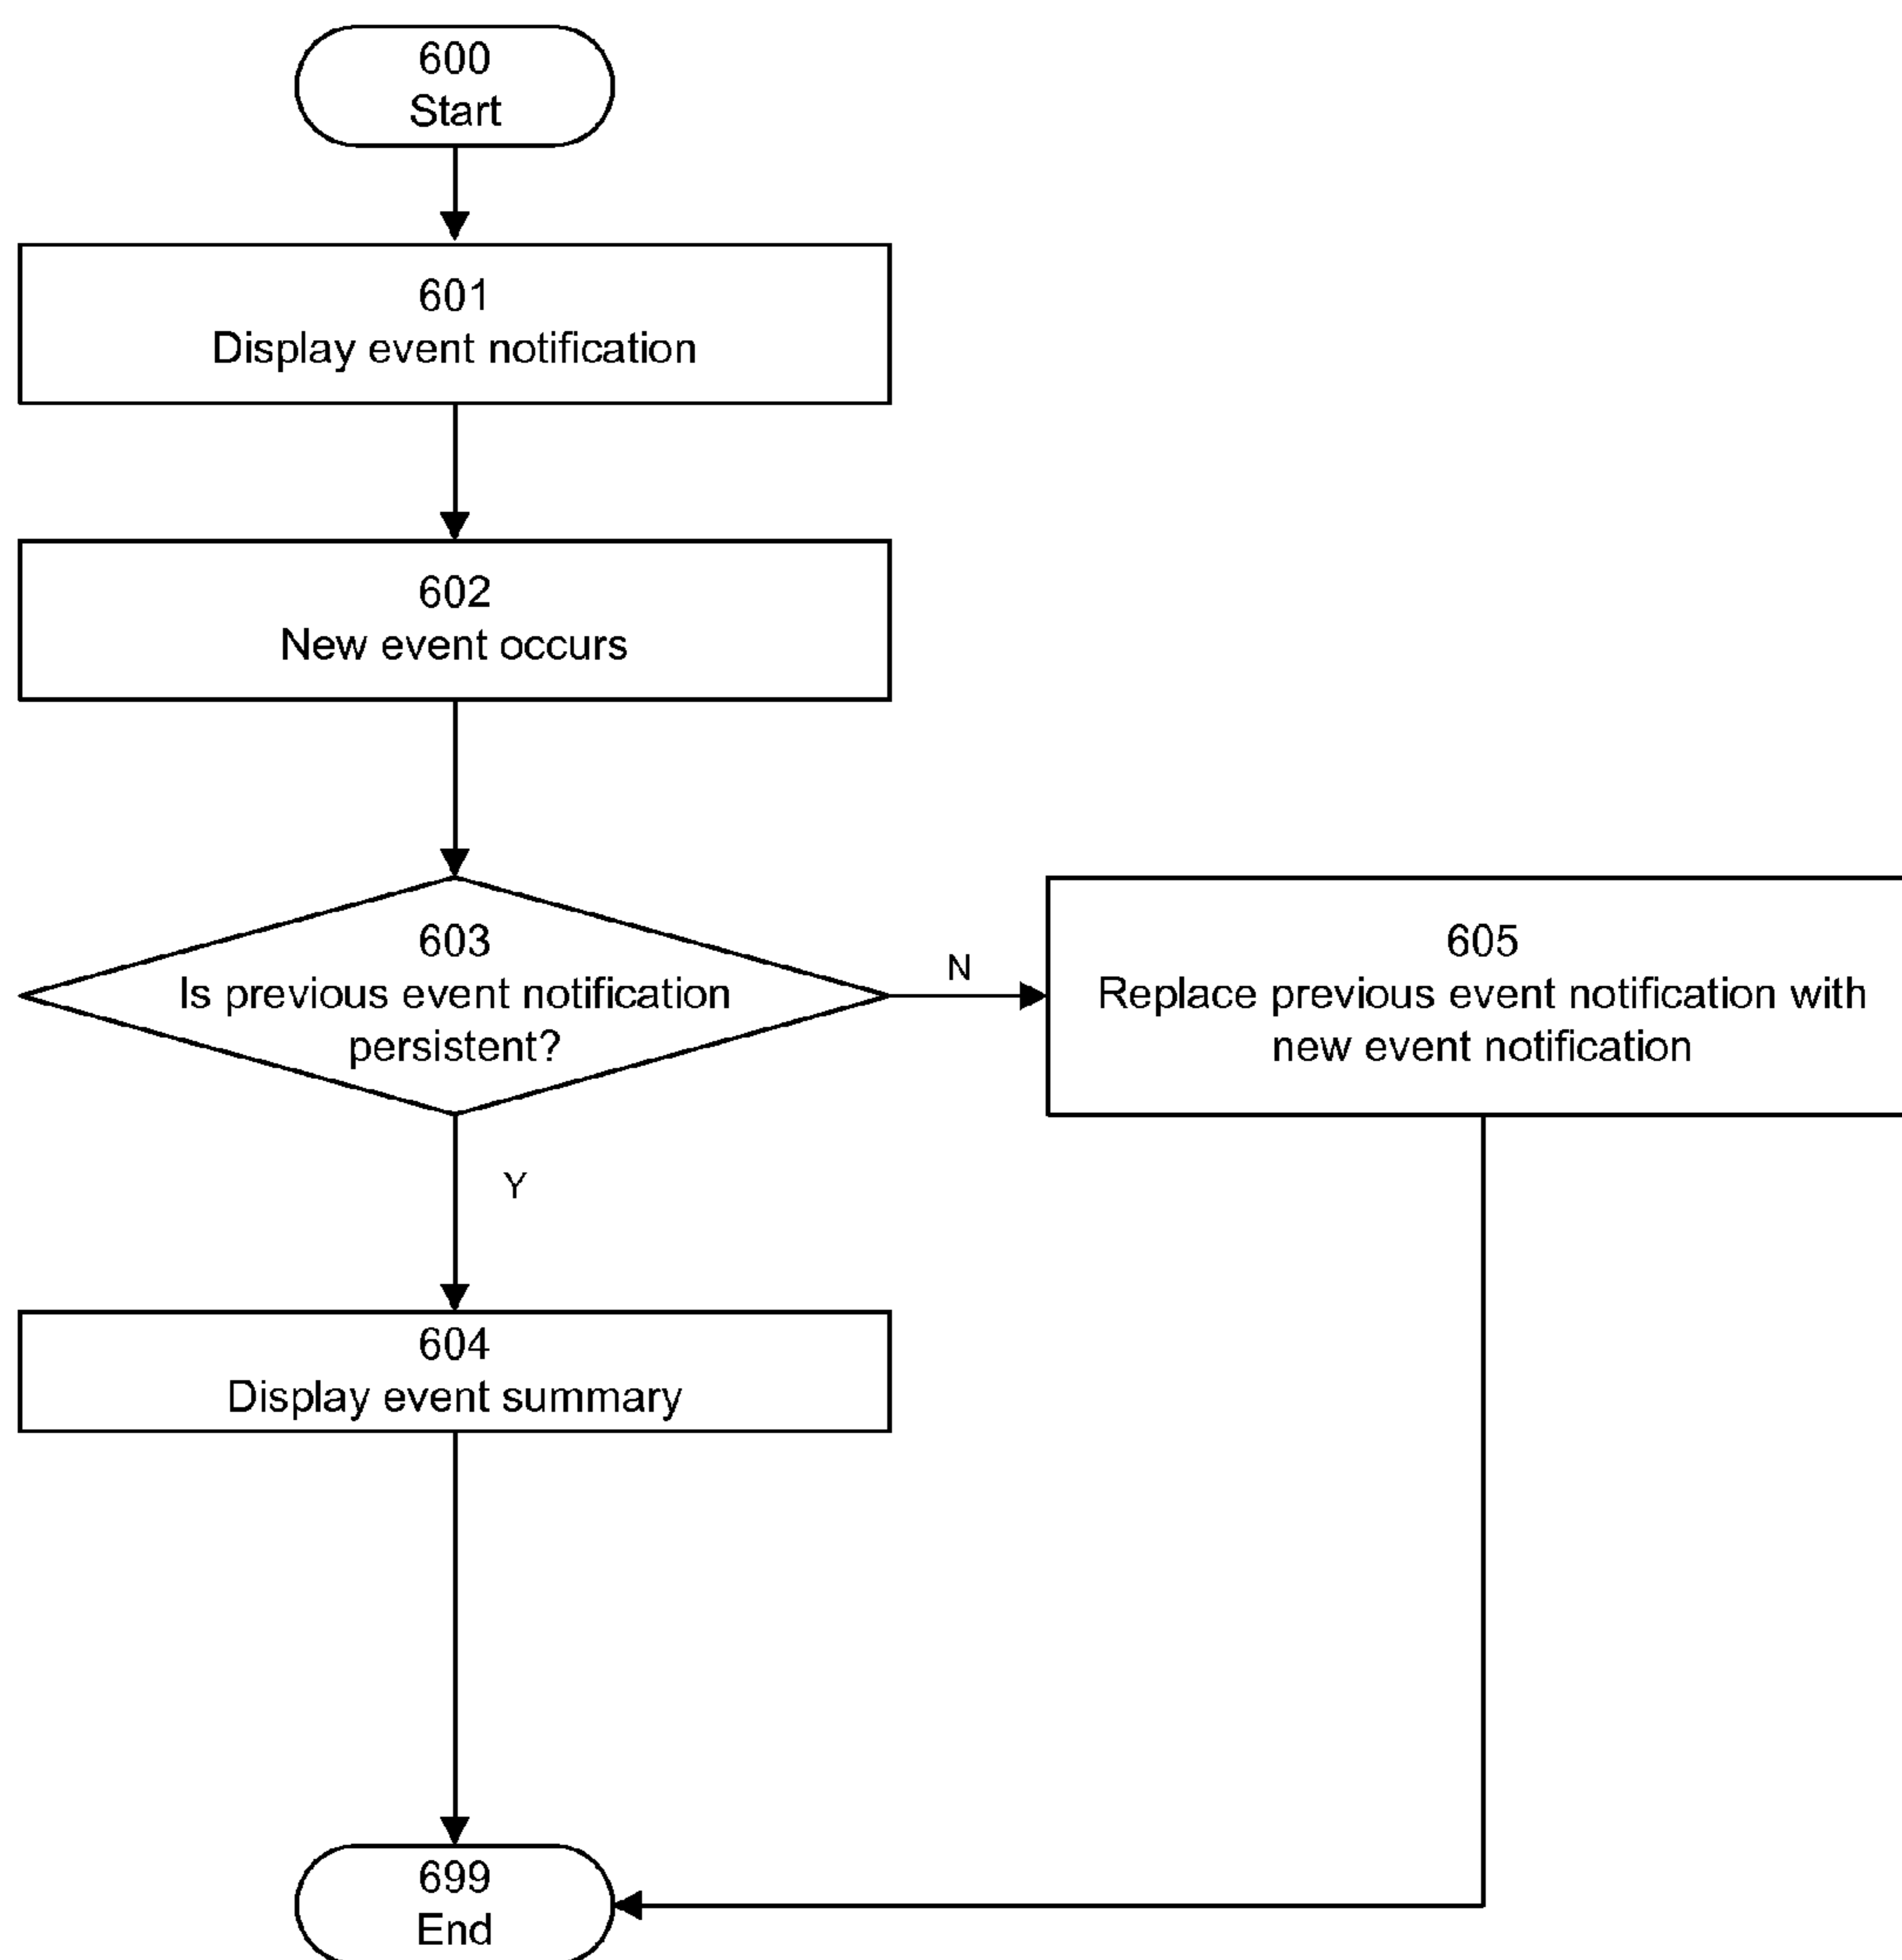 600
Start
601
Display event notification
602
New event occurs
603
Is previous event notification
persistent?
N
605
Replace previous event notification with
new event notification
Y
604
Display event summary
699
End